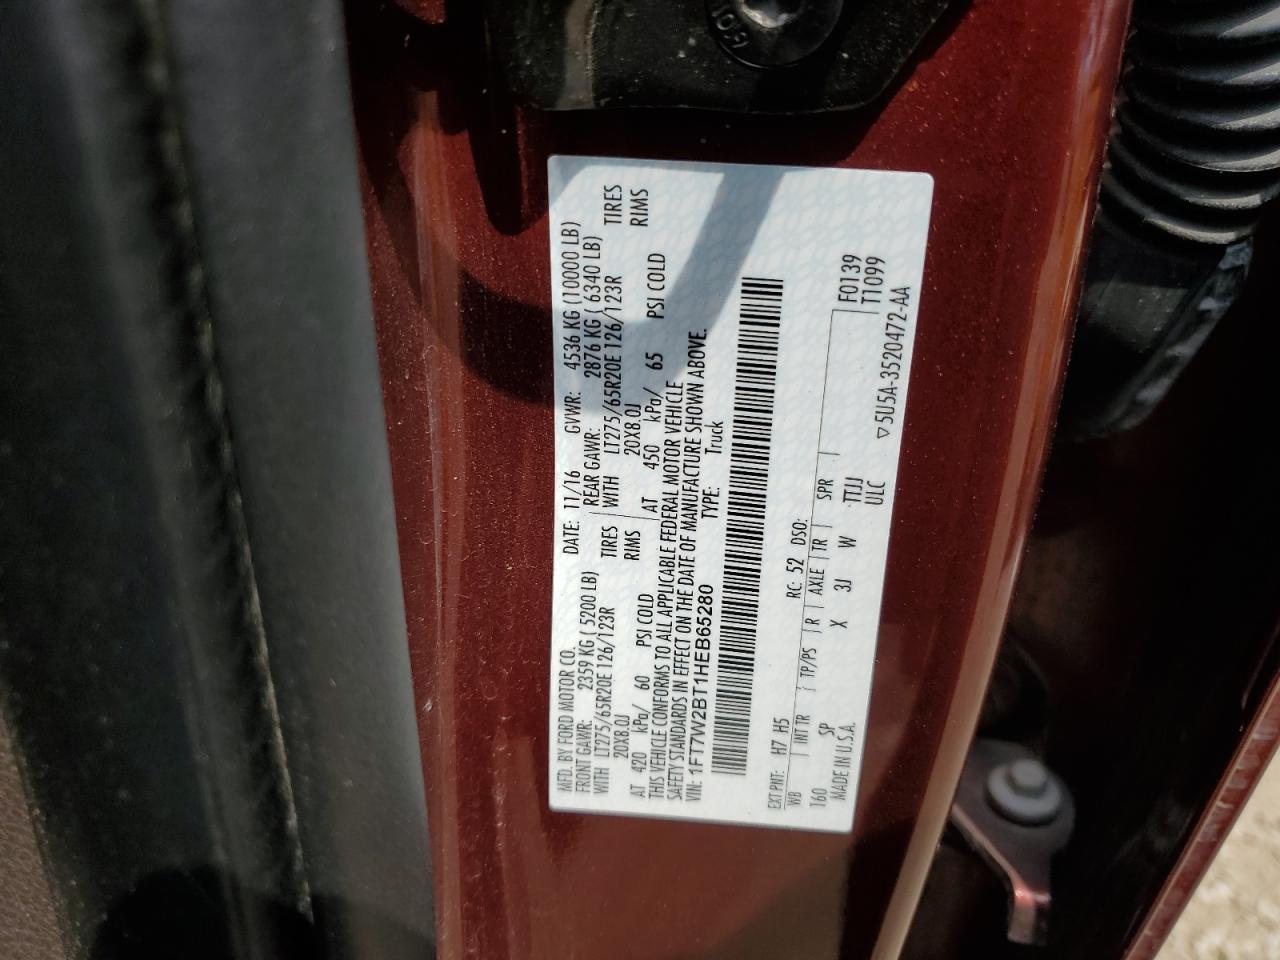 MFD. BY FORD MOTOR CO. DATE: 11/16 GVWR: 4536 KG (10000 LB)
FRONT GAWR: 2359 KG ( 5200 LB) REAR GAWR: 2876 KG ( 6340 LB)
WITH LT275/65R20E 126/123R TIRES WITH LT275/65R20E 126/123R TIRES
20X8.0J RIMS 20X8.0J RIMS
AT 420 kPa/ 60 PSI COLD AT 450 kPa/ 65 PSI COLD
THIS VEHICLE CONFORMS TO ALL APPLICABLE FEDERAL MOTOR VEHICLE
SAFETY STANDARDS IN EFFECT ON THE DATE OF MANUFACTURE SHOWN ABOVE.
VIN: 1FT7W2BT1HEB65280 TYPE: Truck
EXT PNT: H7 H5 RC: 52 DSO:
WB INT TR TP/PS R AXLE TR SPR F0139
160 SP X 3J W TTJJ T1099
MADE IN U.S.A. ULC
5U5A-3520472-AA